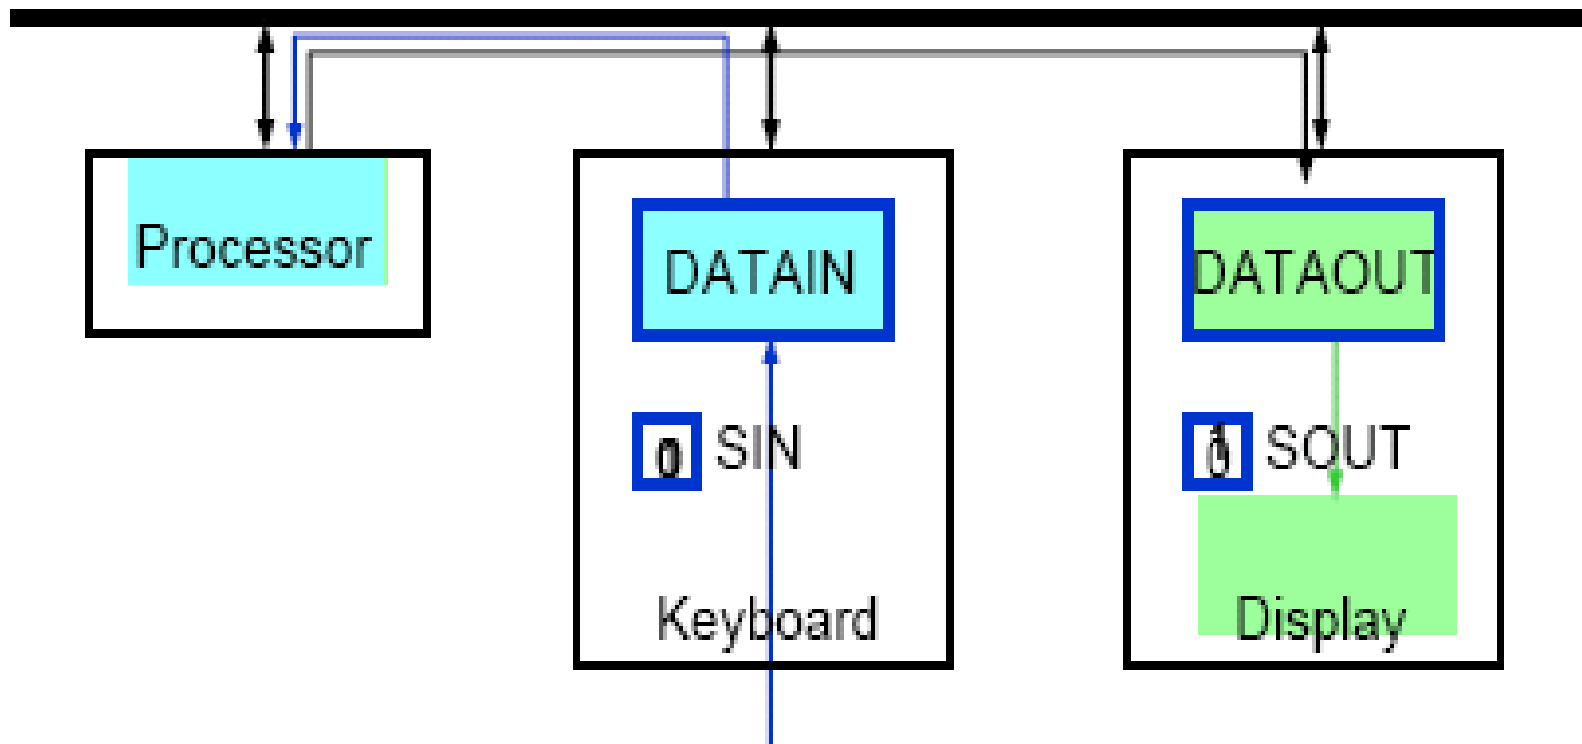 Processor
DATAIN
DATAOUT
SIN
SOUT
Keyboard
Display